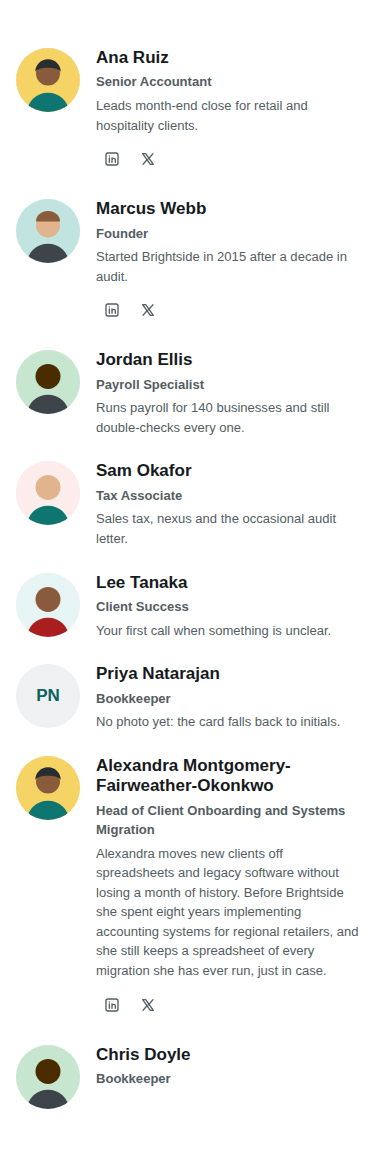 Ana Ruiz
Senior Accountant
Leads month-end close for retail and
hospitality clients.
Marcus Webb
Founder
Started Brightside in 2015 after a decade in
audit.
Jordan Ellis
Payroll Specialist
Runs payroll for 140 businesses and still
double-checks every one.
Sam Okafor
Tax Associate
Sales tax, nexus and the occasional audit
letter.
Lee Tanaka
Client Success
Your first call when something is unclear.
PN
Priya Natarajan
Bookkeeper
No photo yet: the card falls back to initials.
Alexandra Montgomery-
Fairweather-Okonkwo
Head of Client Onboarding and Systems
Migration
Alexandra moves new clients off
spreadsheets and legacy software without
losing a month of history. Before Brightside
she spent eight years implementing
accounting systems for regional retailers, and
she still keeps a spreadsheet of every
migration she has ever run, just in case.
Chris Doyle
Bookkeeper